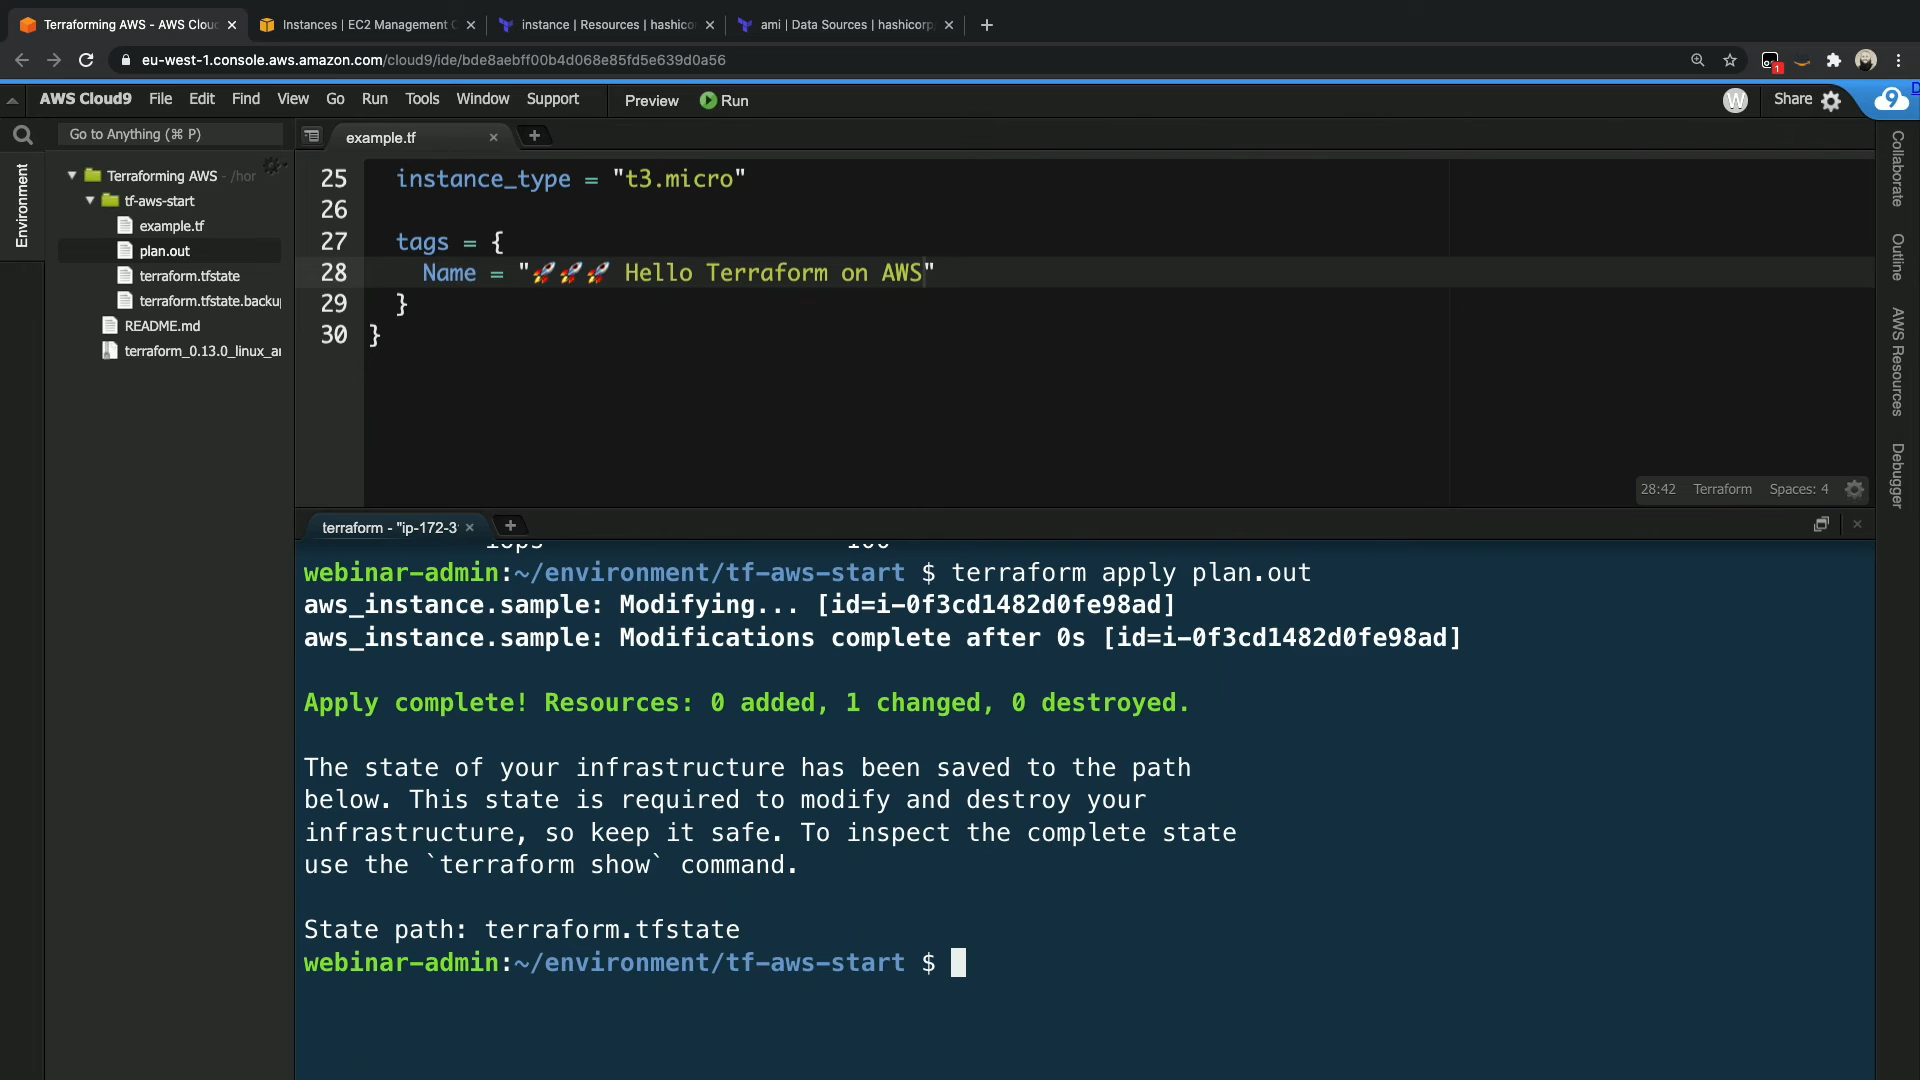 Terraforming AWS - AWS Clou
Instances | EC2 Management C
instance | Resources | hashico
ami | Data Sources | hashicorp
eu-west-1.console.aws.amazon.com/cloud9/ide/bde8aebff00b4d068e85fd5e639d0a56
1
AWS Cloud9 File Edit Find View Go Run Tools Window Support Preview Run W Share 9
Go to Anything (⌘ P)
example.tf
Environment
Terraforming AWS - /hor
tf-aws-start
example.tf
plan.out
terraform.tfstate
terraform.tfstate.backu
README.md
terraform_0.13.0_linux_a
25 instance_type = "t3.micro"
26
27 tags = {
28 Name = "🚀🚀🚀 Hello Terraform on AWS"
29 }
30 }
28:42 Terraform Spaces: 4
Collaborate
Outline
AWS Resources
Debugger
terraform - "ip-172-3
webinar-admin:~/environment/tf-aws-start $ terraform apply plan.out
aws_instance.sample: Modifying... [id=i-0f3cd1482d0fe98ad]
aws_instance.sample: Modifications complete after 0s [id=i-0f3cd1482d0fe98ad]
Apply complete! Resources: 0 added, 1 changed, 0 destroyed.
The state of your infrastructure has been saved to the path
below. This state is required to modify and destroy your
infrastructure, so keep it safe. To inspect the complete state
use the `terraform show` command.
State path: terraform.tfstate
webinar-admin:~/environment/tf-aws-start $